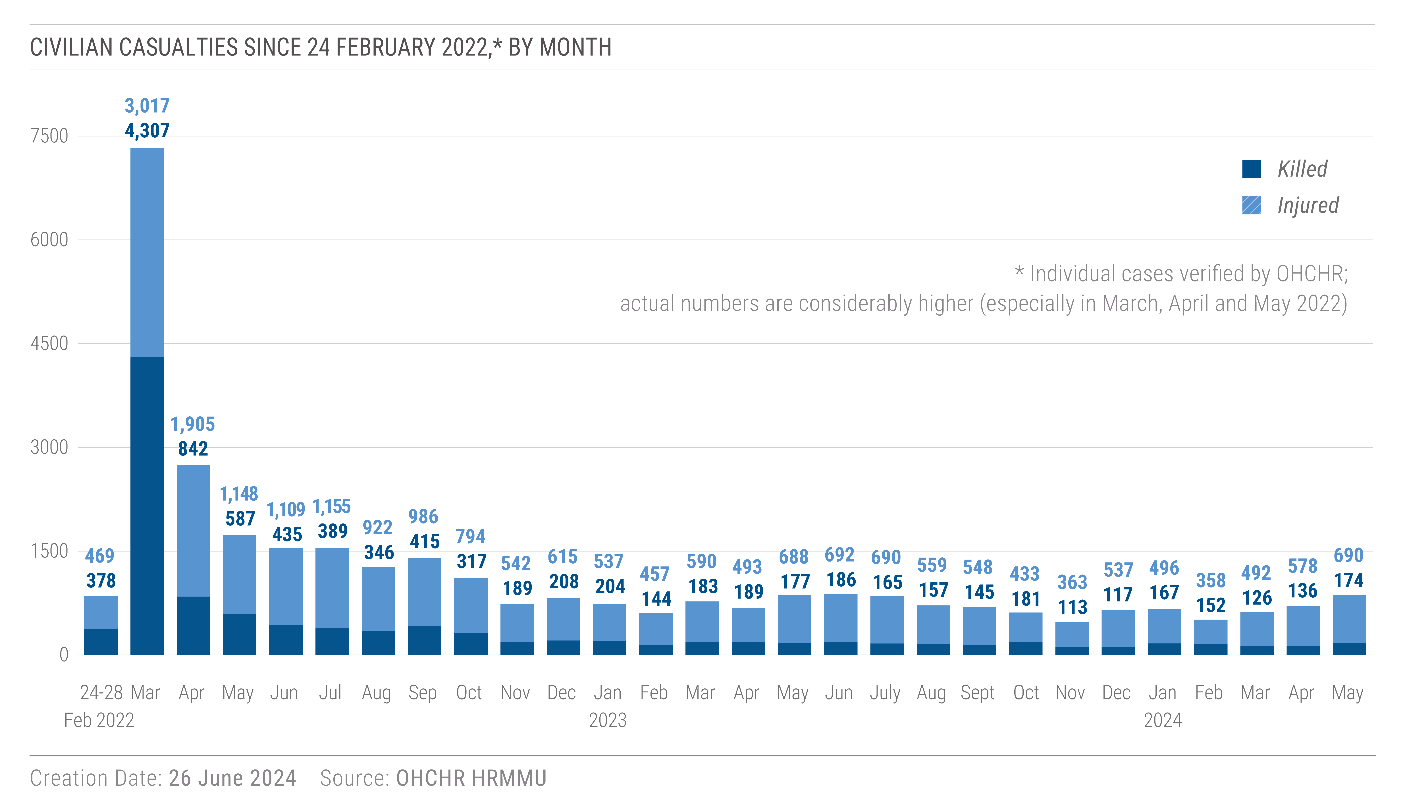 CIVILIAN CASUALTIES SINCE 24 FEBRUARY 2022,* BY MONTH
3,017
4,307
7500
Killed
Injured
6000
* Individual cases verified by OHCHR;
actual numbers are considerably higher (especially in March, April and May 2022)
4500
1,905
842
3000
1,148 1,109 1,155 922 986 794
587 435 389 346 415 317
1500
469 542 615 537 457 590 493 688 692 690 559 548 433 363 537 496 358 492 578 690
378 189 208 204 144 183 189 177 186 165 157 145 181 113 117 167 152 126 136 174
0
24-28 Mar Apr May Jun Jul Aug Sep Oct Nov Dec Jan Feb Mar Apr May Jun July Aug Sept Oct Nov Dec Jan Feb Mar Apr May
Feb 2022 2023 2024
Creation Date: 26 June 2024 Source: OHCHR HRMMU